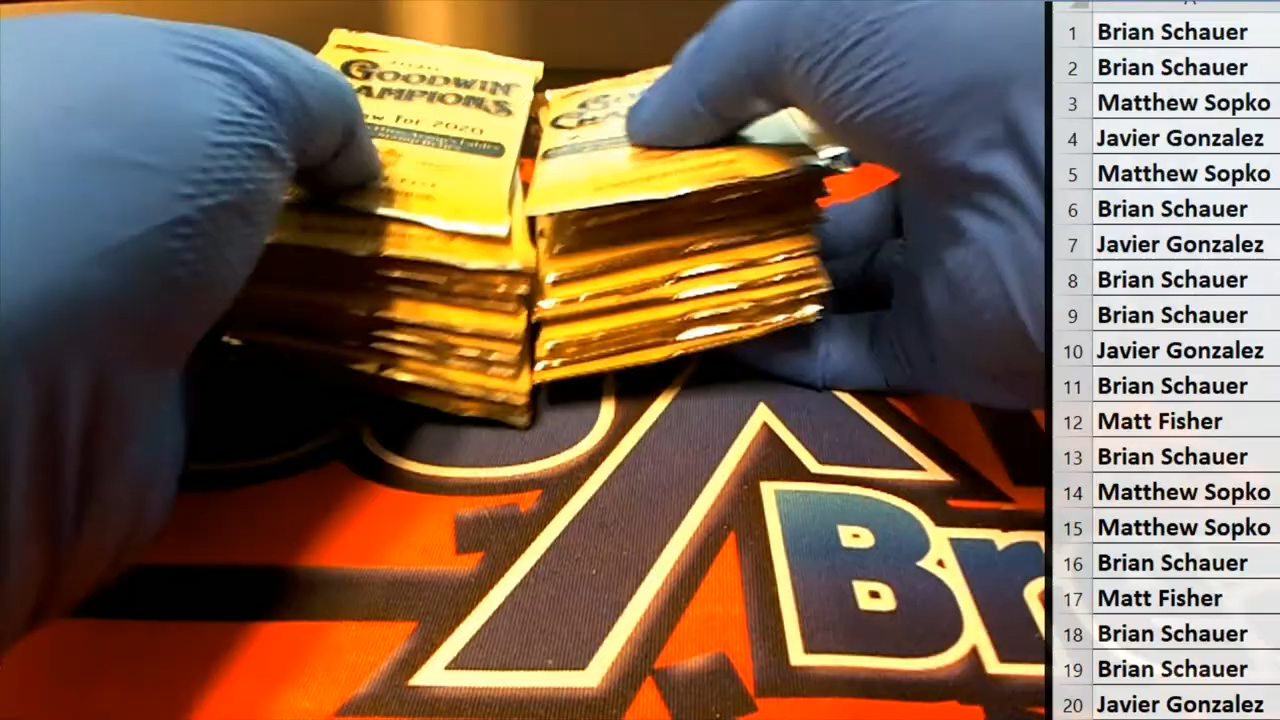 GOODWIN
CHAMPIONS
New for 2020
1 Brian Schauer
2 Brian Schauer
3 Matthew Sopko
4 Javier Gonzalez
5 Matthew Sopko
6 Brian Schauer
7 Javier Gonzalez
8 Brian Schauer
9 Brian Schauer
10 Javier Gonzalez
11 Brian Schauer
12 Matt Fisher
13 Brian Schauer
14 Matthew Sopko
15 Matthew Sopko
16 Brian Schauer
17 Matt Fisher
18 Brian Schauer
19 Brian Schauer
20 Javier Gonzalez